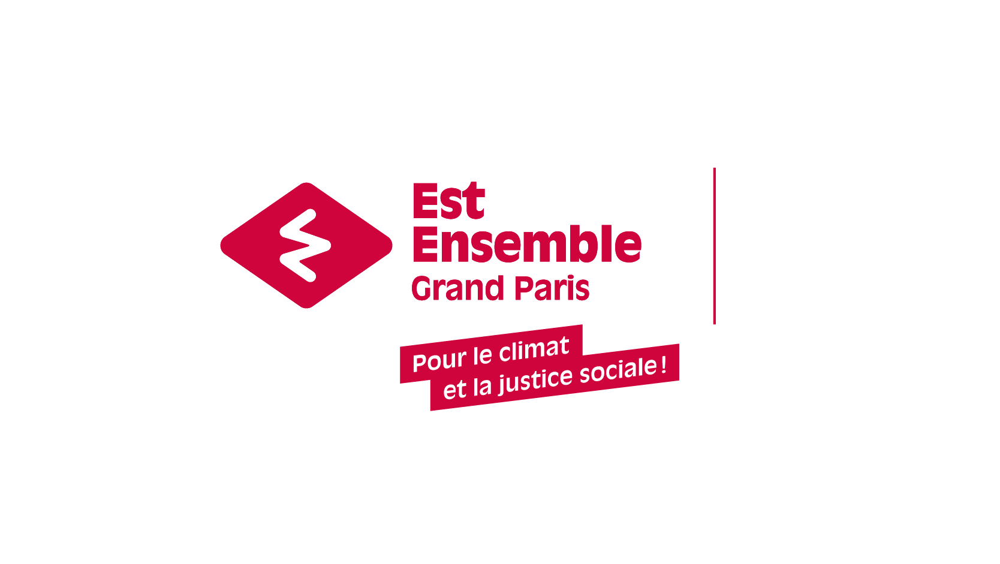 Est
Ensemble
Grand Paris
Pour le climat
et la justice sociale !